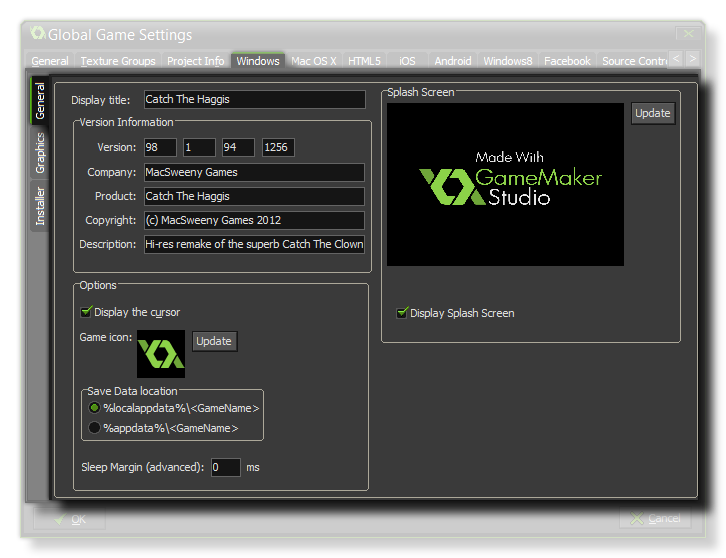 Global Game Settings
General Texture Groups Project Info Windows Mac OS X HTML5 iOS Android Windows8 Facebook Source Contro
General
Graphics
Installer
Display title: Catch The Haggis
Version Information
Version: 98 1 94 1256
Company: MacSweeny Games
Product: Catch The Haggis
Copyright: (c) MacSweeny Games 2012
Description: Hi-res remake of the superb Catch The Clown
Options
Display the cursor
Game icon: Update
Save Data location
%localappdata%\<GameName>
%appdata%\<GameName>
Sleep Margin (advanced): 0 ms
Splash Screen
Update
Made With
GameMaker
Studio
Display Splash Screen
OK Cancel